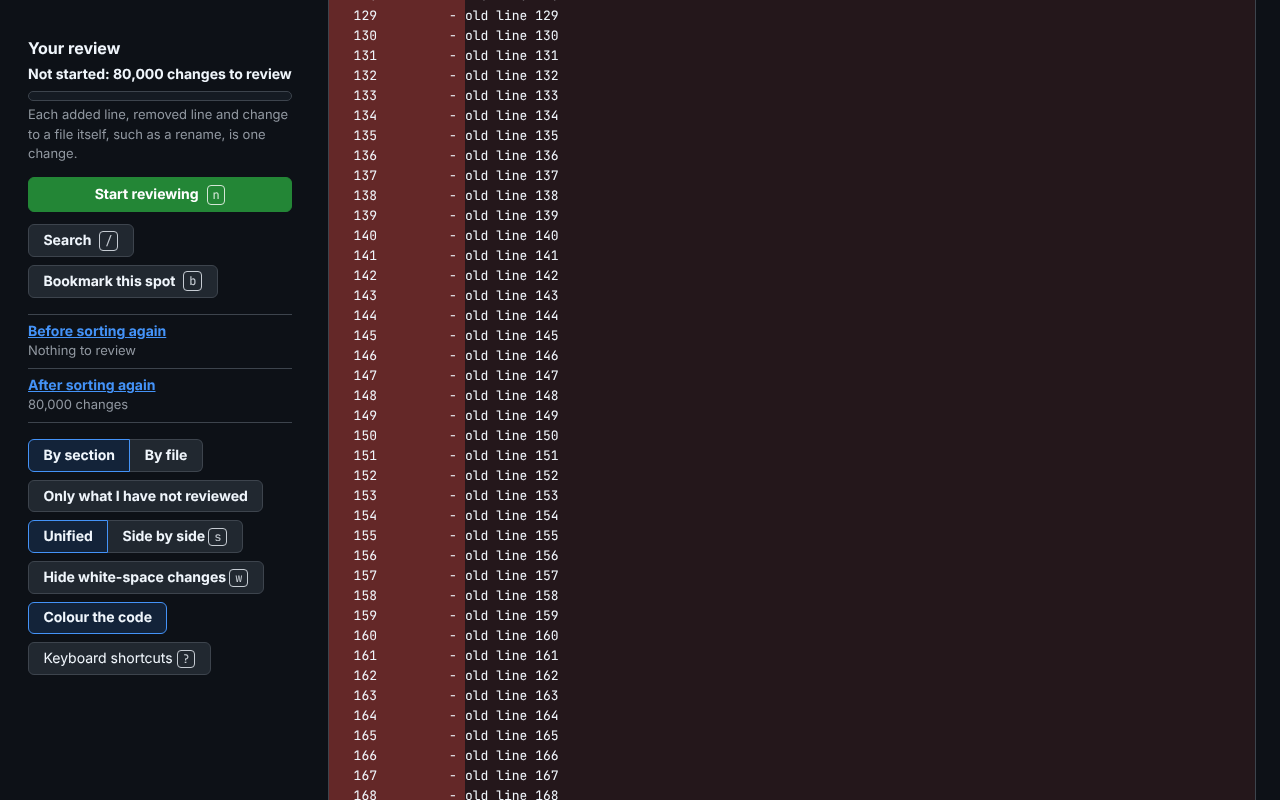 Your review
Not started: 80,000 changes to review
Each added line, removed line and change
to a file itself, such as a rename, is one
change.
Start reviewing n
Search /
Bookmark this spot b
Before sorting again
Nothing to review
After sorting again
80,000 changes
By section By file
Only what I have not reviewed
Unified Side by side s
Hide white-space changes w
Colour the code
Keyboard shortcuts ?
129 - old line 129
130 - old line 130
131 - old line 131
132 - old line 132
133 - old line 133
134 - old line 134
135 - old line 135
136 - old line 136
137 - old line 137
138 - old line 138
139 - old line 139
140 - old line 140
141 - old line 141
142 - old line 142
143 - old line 143
144 - old line 144
145 - old line 145
146 - old line 146
147 - old line 147
148 - old line 148
149 - old line 149
150 - old line 150
151 - old line 151
152 - old line 152
153 - old line 153
154 - old line 154
155 - old line 155
156 - old line 156
157 - old line 157
158 - old line 158
159 - old line 159
160 - old line 160
161 - old line 161
162 - old line 162
163 - old line 163
164 - old line 164
165 - old line 165
166 - old line 166
167 - old line 167
168 - old line 168